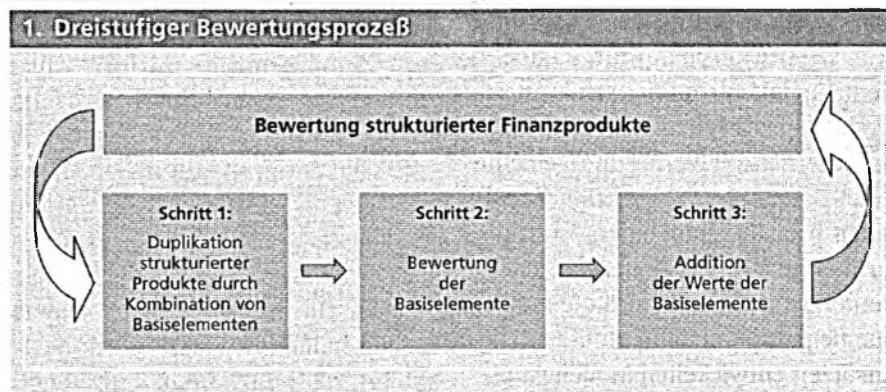 1. Dreistufiger Bewertungsprozeß
Bewertung strukturierter Finanzprodukte
Schritt 1:
Duplikation
strukturierter
Produkte durch
Kombination von
Basiselementen
Schritt 2:
Bewertung
der
Basiselemente
Schritt 3:
Addition
der Werte der
Basiselemente